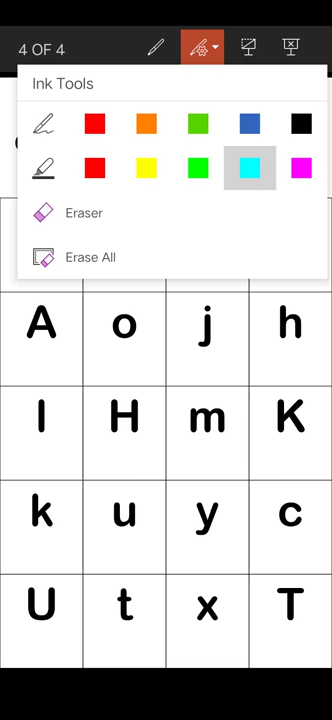 4 OF 4
Ink Tools
Eraser
Erase All
A o j h
l H m K
k u y c
U t x T